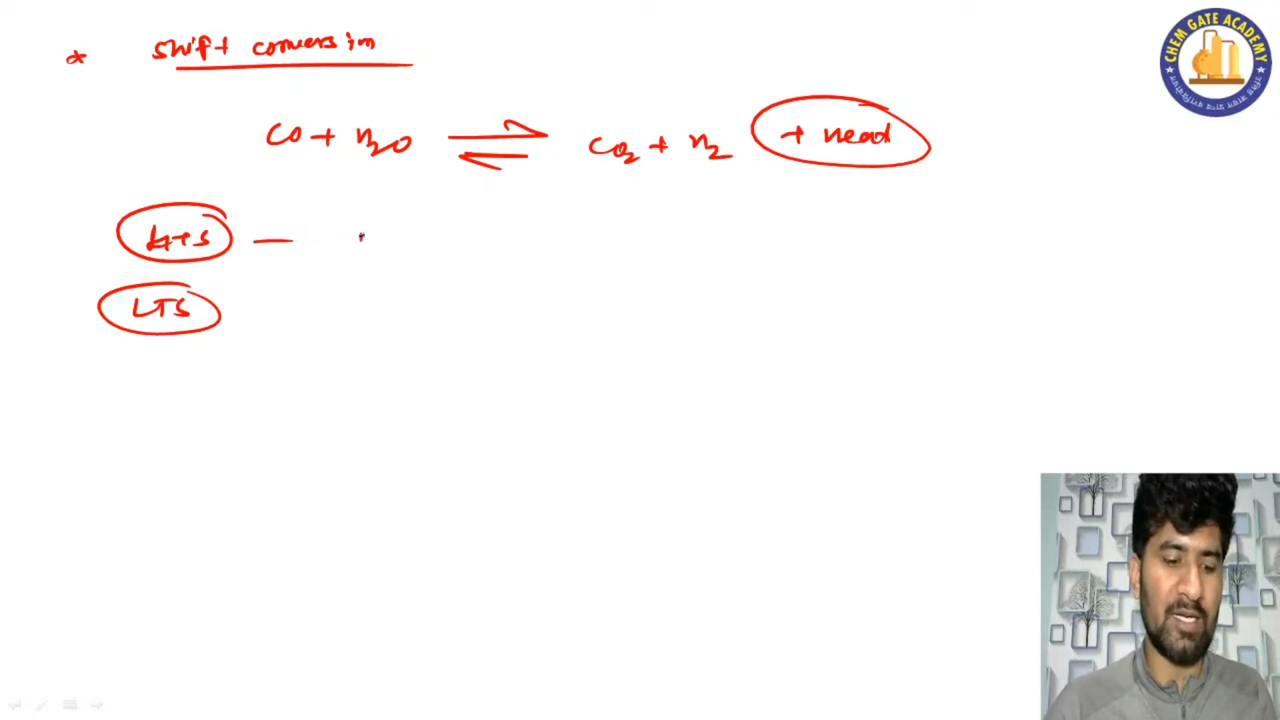 * Shift conversion
CO + H2O ⇌ CO2 + H2 + heat
HTS —
LTS
CHEM GATE ACADEMY